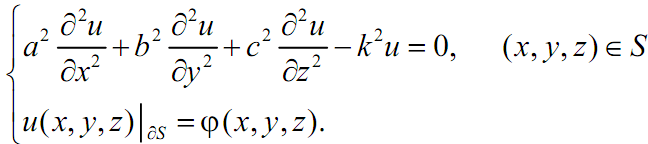 a² ∂²u/∂x² + b² ∂²u/∂y² + c² ∂²u/∂z² − k²u = 0, (x, y, z) ∈ S
u(x, y, z)|∂S = φ(x, y, z).